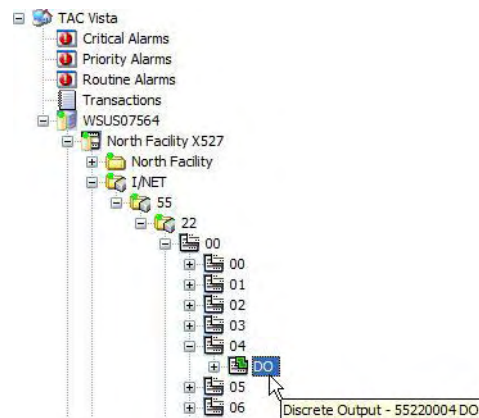 TAC Vista
Critical Alarms
Priority Alarms
Routine Alarms
Transactions
WSUS07564
North Facility X527
North Facility
I/NET
55
22
00
00
01
02
03
04
DO
05
06
Discrete Output - 55220004 DO